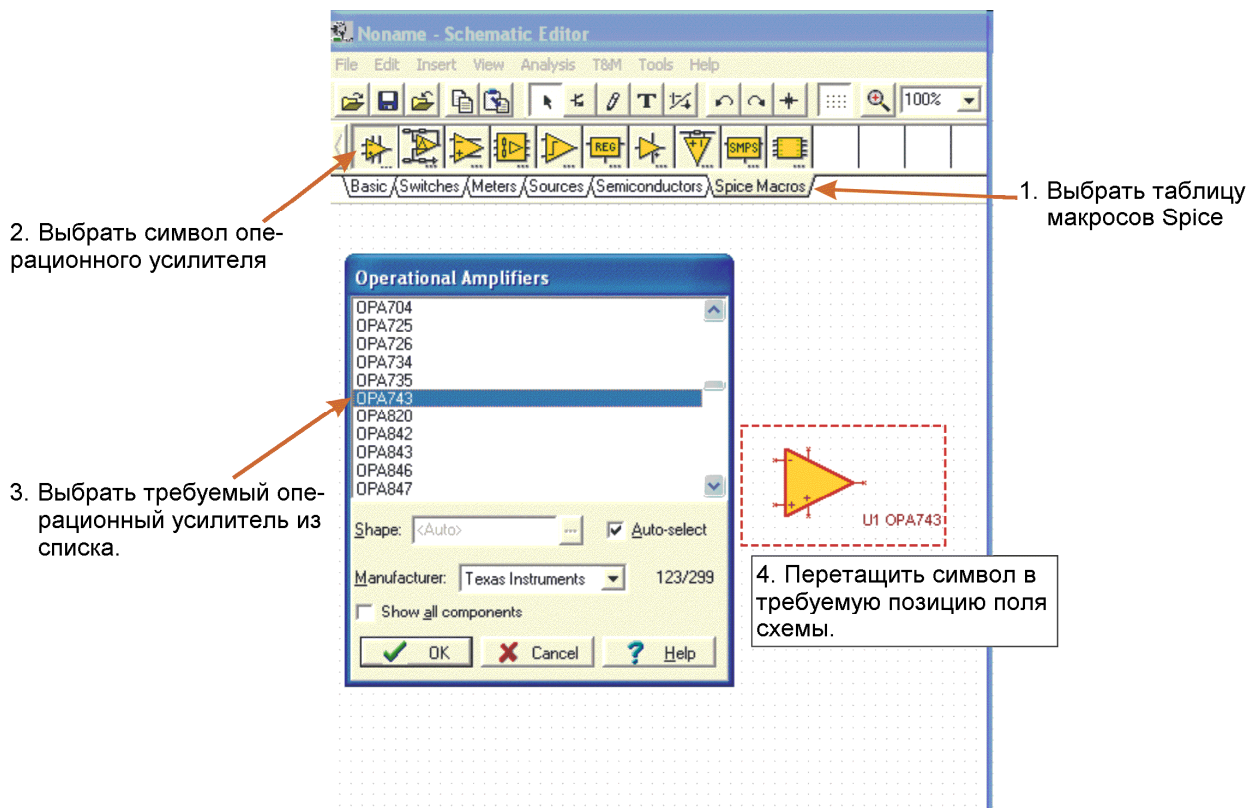 Noname - Schematic Editor
File Edit Insert View Analysis T&M Tools Help
100%
REG
SMPS
Basic Switches Meters Sources Semiconductors Spice Macros
1. Выбрать таблицу
макросов Spice
2. Выбрать символ опе-
рационного усилителя
Operational Amplifiers
OPA704
OPA725
OPA726
OPA734
OPA735
OPA743
OPA820
OPA842
OPA843
OPA846
OPA847
3. Выбрать требуемый опе-
рационный усилитель из
списка.
Shape: <Auto> ... Auto-select
Manufacturer: Texas Instruments 123/299
Show all components
OK Cancel Help
U1 OPA743
4. Перетащить символ в
требуемую позицию поля
схемы.